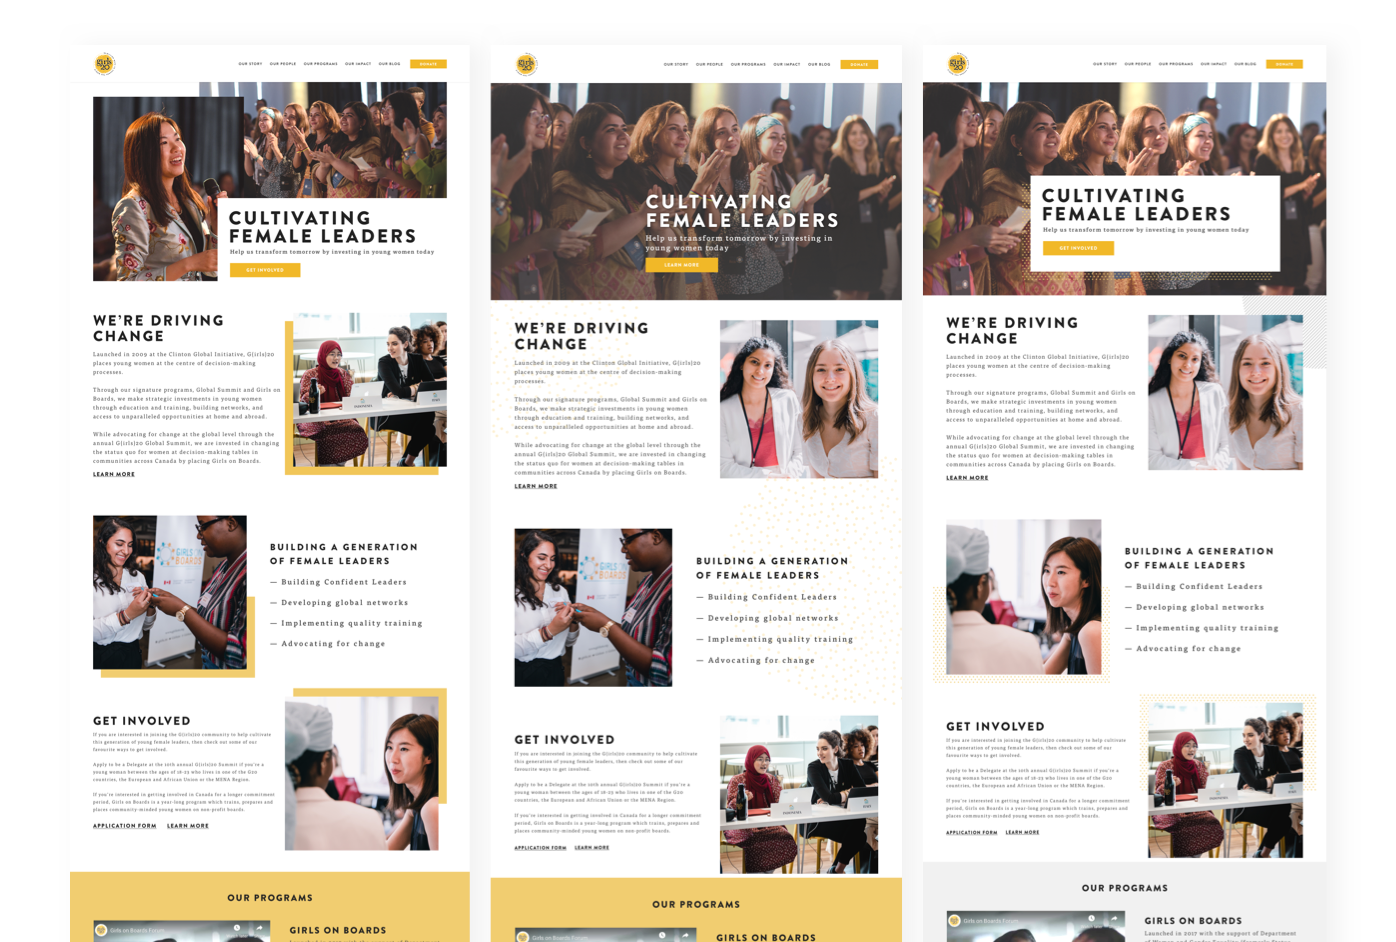 girls
20
OUR STORY OUR PEOPLE OUR PROGRAMS OUR IMPACT OUR BLOG DONATE
CULTIVATING
FEMALE LEADERS
Help us transform tomorrow by investing in young women today
GET INVOLVED
WE'RE DRIVING
CHANGE
Launched in 2009 at the Clinton Global Initiative, G(irls)20
places young women at the centre of decision-making
processes.
Through our signature programs, Global Summit and Girls on
Boards, we make strategic investments in young women
through education and training, building networks, and
access to unparalleled opportunities at home and abroad.
While advocating for change at the global level through the
annual G(irls)20 Global Summit, we are invested in changing
the status quo for women at decision-making tables in
communities across Canada by placing Girls on Boards.
LEARN MORE
GIRLS
BOARDS
BUILDING A GENERATION
OF FEMALE LEADERS
— Building Confident Leaders
— Developing global networks
— Implementing quality training
— Advocating for change
GET INVOLVED
If you are interested in joining the G(irls)20 community to help cultivate
this generation of young female leaders, then check out some of our
favourite ways to get involved.
Apply to be a Delegate at the 10th annual G(irls)20 Summit if you're a
young woman between the ages of 18-23 who lives in one of the G20
countries, the European and African Union or the MENA Region.
If you're interested in getting involved in Canada for a longer commitment
period, Girls on Boards is a year-long program which trains, prepares and
places community-minded young women on non-profit boards.
APPLICATION FORM LEARN MORE
OUR PROGRAMS
Girls on Boards Forum
GIRLS ON BOARDS
girls
20
OUR STORY OUR PEOPLE OUR PROGRAMS OUR IMPACT OUR BLOG DONATE
CULTIVATING
FEMALE LEADERS
Help us transform tomorrow by investing in
young women today
LEARN MORE
WE'RE DRIVING
CHANGE
Launched in 2009 at the Clinton Global Initiative, G(irls)20
places young women at the centre of decision-making
processes.
Through our signature programs, Global Summit and Girls on
Boards, we make strategic investments in young women
through education and training, building networks, and
access to unparalleled opportunities at home and abroad.
While advocating for change at the global level through the
annual G(irls)20 Global Summit, we are invested in changing
the status quo for women at decision-making tables in
communities across Canada by placing Girls on Boards.
LEARN MORE
GIRLS
BOARDS
BUILDING A GENERATION
OF FEMALE LEADERS
— Building Confident Leaders
— Developing global networks
— Implementing quality training
— Advocating for change
GET INVOLVED
If you are interested in joining the G(irls)20 community to help cultivate
this generation of young female leaders, then check out some of our
favourite ways to get involved.
Apply to be a Delegate at the 10th annual G(irls)20 Summit if you're a
young woman between the ages of 18-23 who lives in one of the G20
countries, the European and African Union or the MENA Region.
If you're interested in getting involved in Canada for a longer commitment
period, Girls on Boards is a year-long program which trains, prepares and
places community-minded young women on non-profit boards.
APPLICATION FORM LEARN MORE
OUR PROGRAMS
Girls on Boards Forum
GIRLS ON BOARDS
girls
20
OUR STORY OUR PEOPLE OUR PROGRAMS OUR IMPACT OUR BLOG DONATE
CULTIVATING
FEMALE LEADERS
Help us transform tomorrow by investing in young women today
GET INVOLVED
WE'RE DRIVING
CHANGE
Launched in 2009 at the Clinton Global Initiative, G(irls)20
places young women at the centre of decision-making
processes.
Through our signature programs, Global Summit and Girls on
Boards, we make strategic investments in young women
through education and training, building networks, and
access to unparalleled opportunities at home and abroad.
While advocating for change at the global level through the
annual G(irls)20 Global Summit, we are invested in changing
the status quo for women at decision-making tables in
communities across Canada by placing Girls on Boards.
LEARN MORE
BUILDING A GENERATION
OF FEMALE LEADERS
— Building Confident Leaders
— Developing global networks
— Implementing quality training
— Advocating for change
GET INVOLVED
If you are interested in joining the G(irls)20 community to help cultivate
this generation of young female leaders, then check out some of our
favourite ways to get involved.
Apply to be a Delegate at the 10th annual G(irls)20 Summit if you're a
young woman between the ages of 18-23 who lives in one of the G20
countries, the European and African Union or the MENA Region.
If you're interested in getting involved in Canada for a longer commitment
period, Girls on Boards is a year-long program which trains, prepares and
places community-minded young women on non-profit boards.
APPLICATION FORM LEARN MORE
OUR PROGRAMS
Girls on Boards Forum
GIRLS ON BOARDS
Launched in 2017 with the support of Department